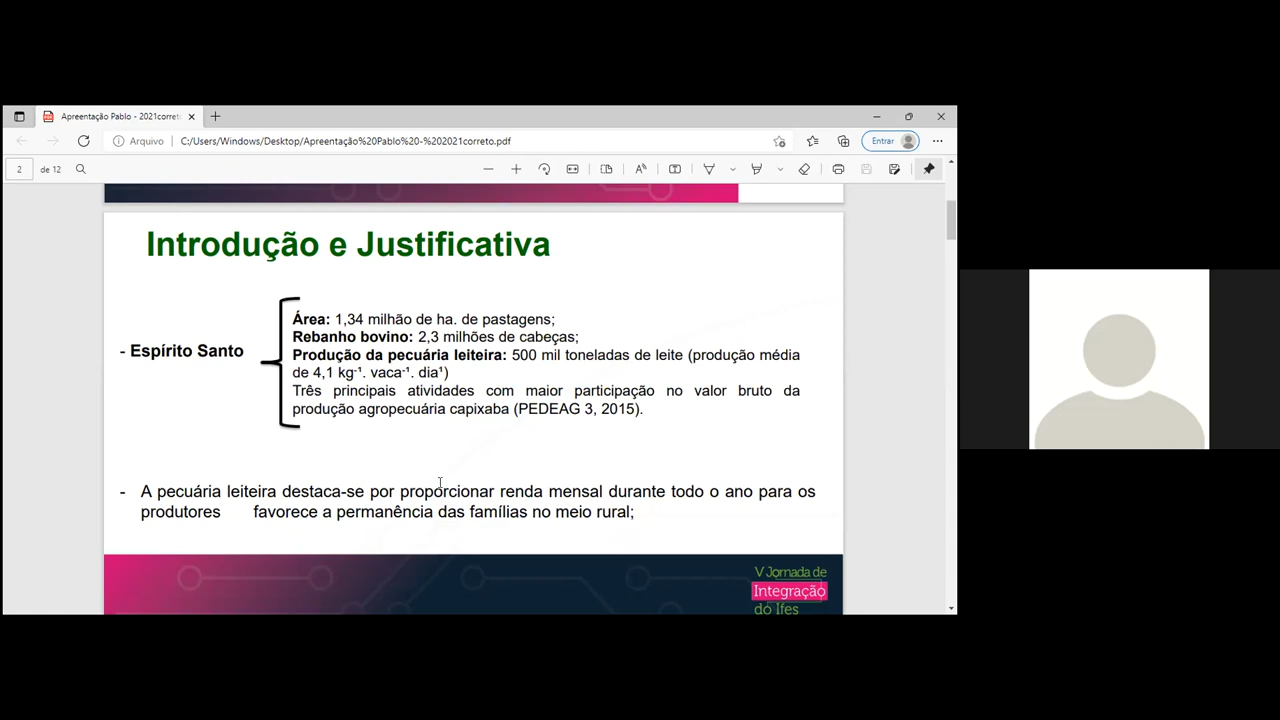 Apreentação Pablo - 2021corret
Arquivo
C:/Users/Windows/Desktop/Apreentação%20Pablo%20-%202021correto.pdf
Entrar
2 de 12
Introdução e Justificativa
- Espírito Santo
Área: 1,34 milhão de ha. de pastagens;
Rebanho bovino: 2,3 milhões de cabeças;
Produção da pecuária leiteira: 500 mil toneladas de leite (produção média
de 4,1 kg⁻¹. vaca⁻¹. dia¹)
Três principais atividades com maior participação no valor bruto da
produção agropecuária capixaba (PEDEAG 3, 2015).
- A pecuária leiteira destaca-se por proporcionar renda mensal durante todo o ano para os
produtores favorece a permanência das famílias no meio rural;
V Jornada de
Integração
do Ifes